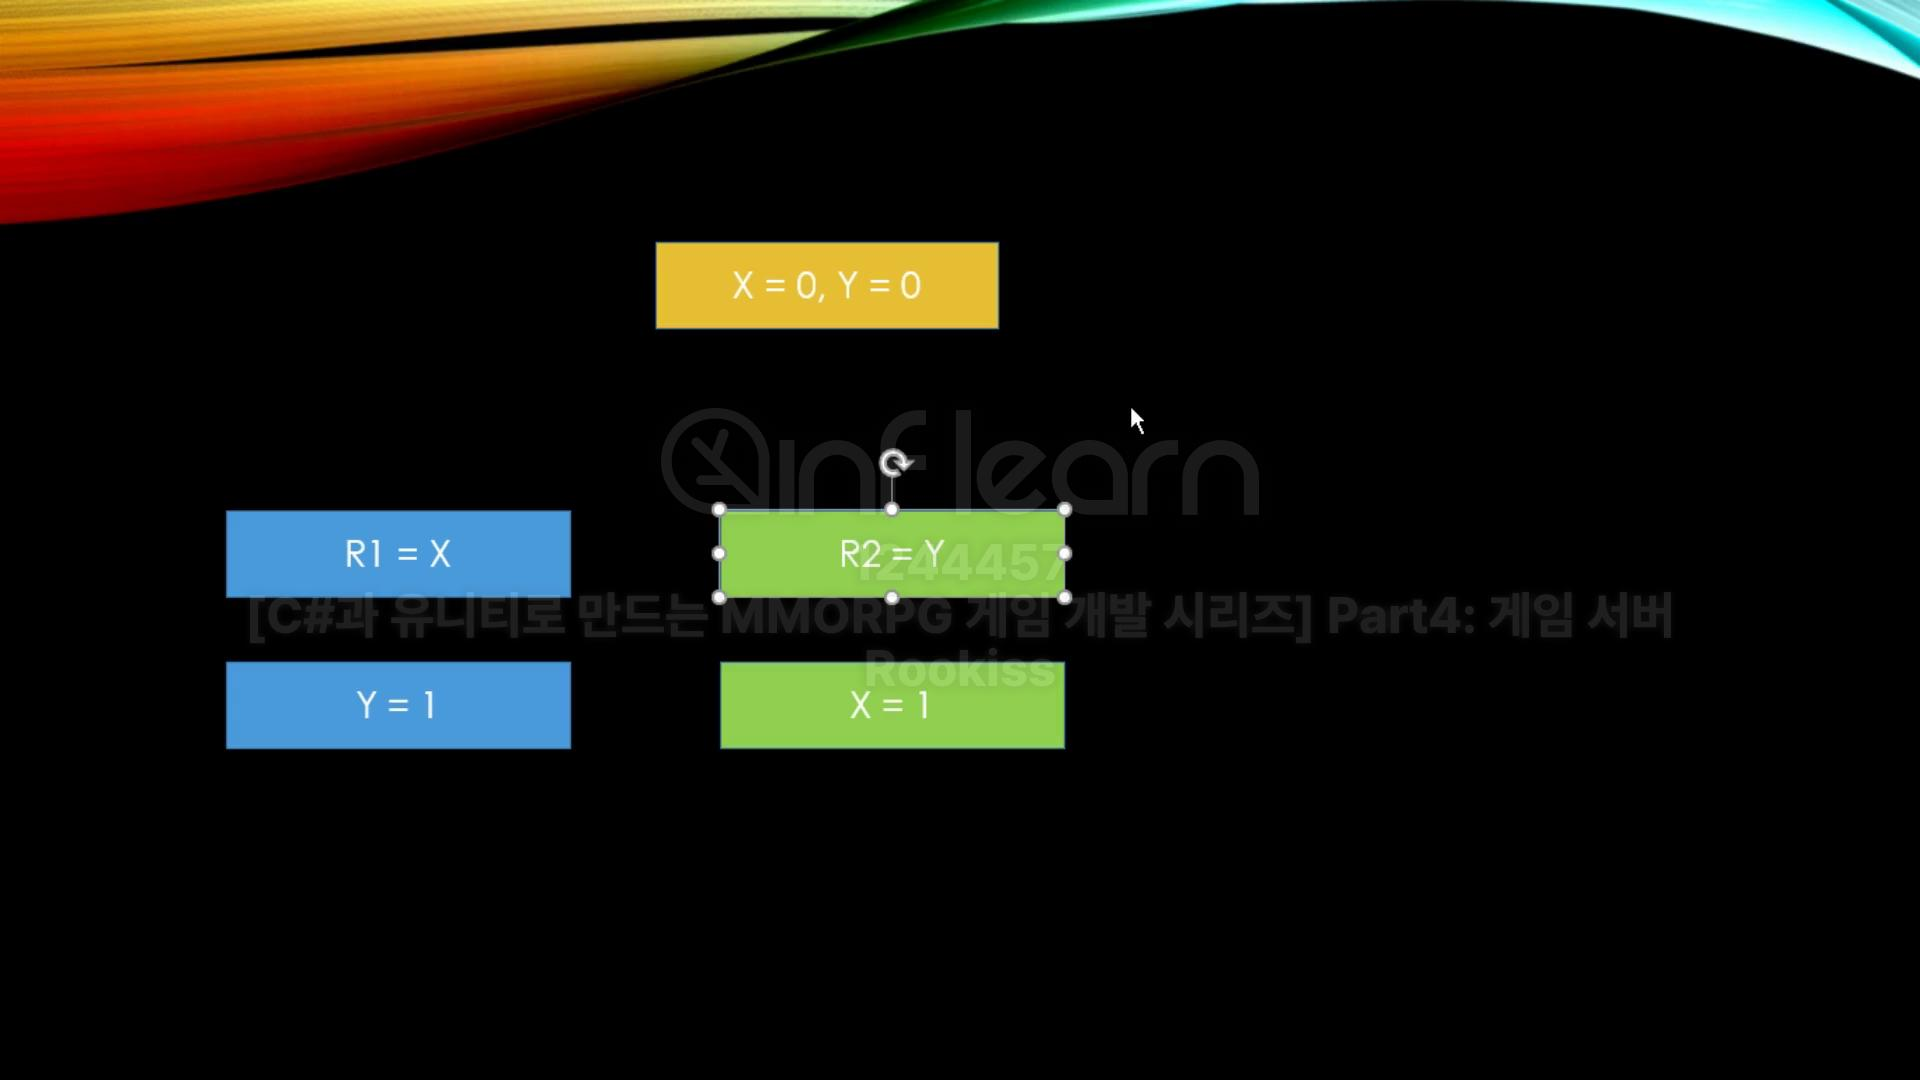 X = 0, Y = 0
inflearn
R1 = X
R2 = Y
1244457
[C#과 유니티로 만드는 MMORPG 게임 개발 시리즈] Part4: 게임 서버
Rookiss
Y = 1
X = 1